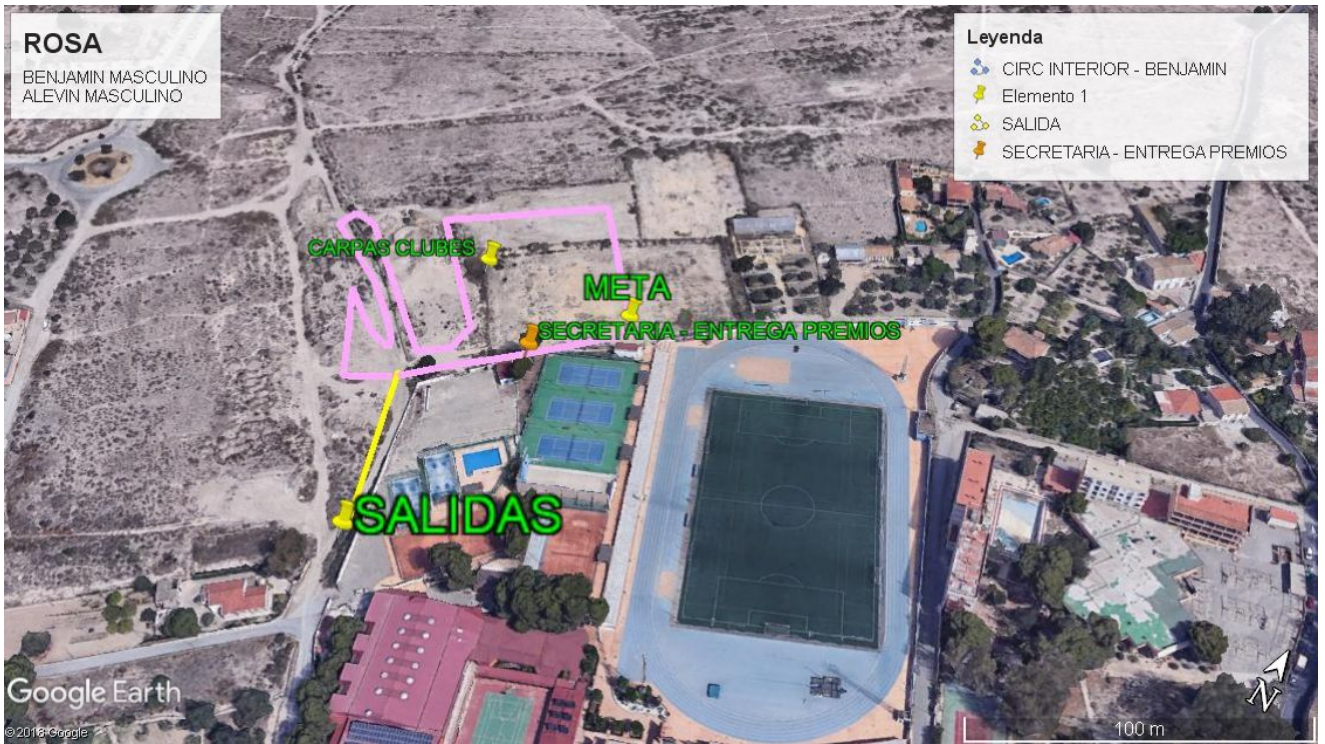 ROSA
BENJAMIN MASCULINO
ALEVIN MASCULINO
Leyenda
CIRC INTERIOR - BENJAMIN
Elemento 1
SALIDA
SECRETARIA - ENTREGA PREMIOS
CARPAS CLUBES
META
SECRETARIA - ENTREGA PREMIOS
SALIDAS
Google Earth
©2018 Google
100 m
N